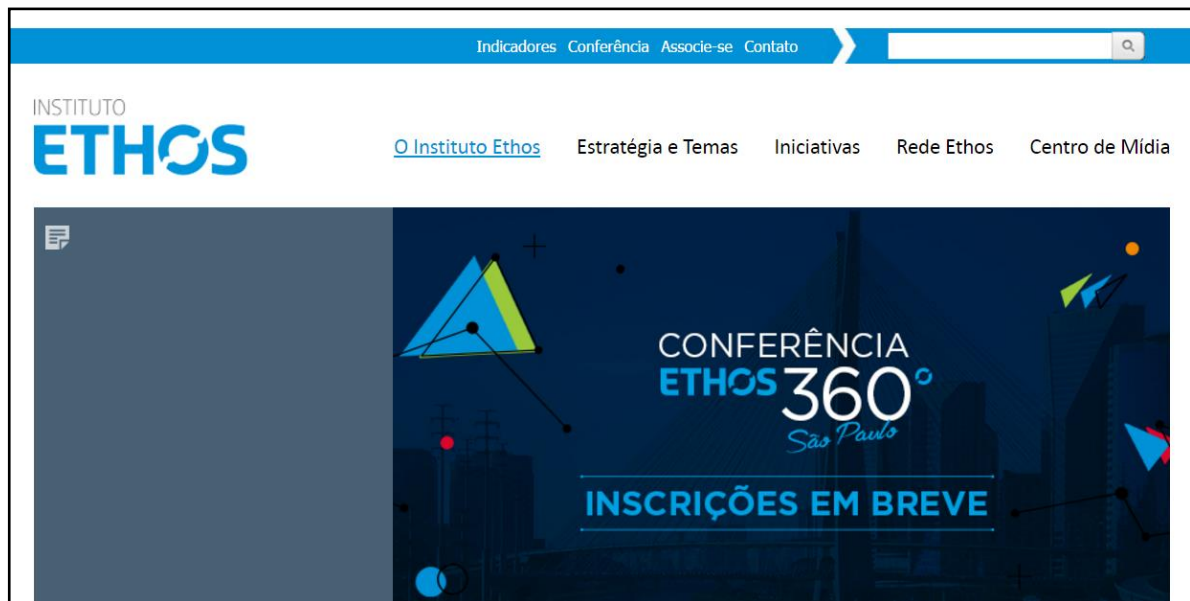 Indicadores Conferência Associe-se Contato
INSTITUTO
ETHOS
O Instituto Ethos Estratégia e Temas Iniciativas Rede Ethos Centro de Mídia
CONFERÊNCIA
ETHOS 360°
São Paulo
INSCRIÇÕES EM BREVE